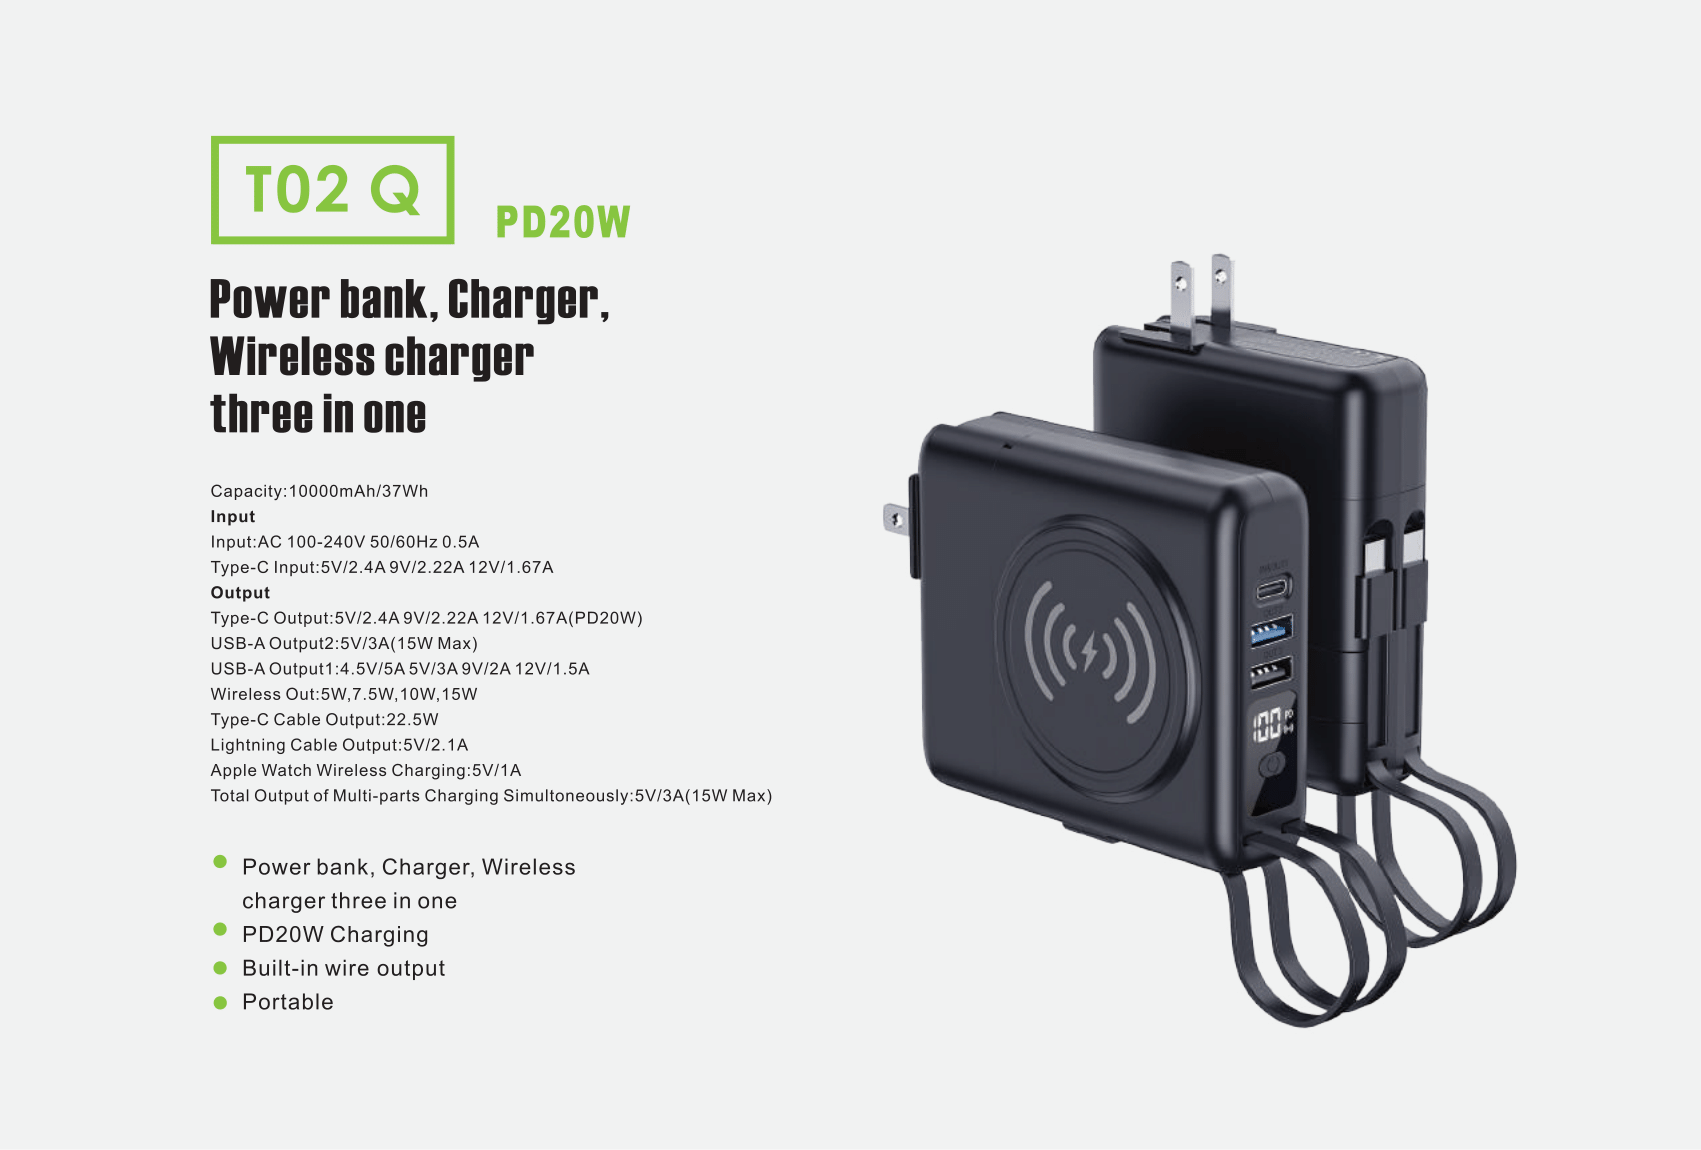 T02 Q
PD20W
Power bank, Charger,
Wireless charger
three in one
Capacity:10000mAh/37Wh
Input
Input:AC 100-240V 50/60Hz 0.5A
Type-C Input:5V/2.4A 9V/2.22A 12V/1.67A
Output
Type-C Output:5V/2.4A 9V/2.22A 12V/1.67A(PD20W)
USB-A Output2:5V/3A(15W Max)
USB-A Output1:4.5V/5A 5V/3A 9V/2A 12V/1.5A
Wireless Out:5W,7.5W,10W,15W
Type-C Cable Output:22.5W
Lightning Cable Output:5V/2.1A
Apple Watch Wireless Charging:5V/1A
Total Output of Multi-parts Charging Simultoneously:5V/3A(15W Max)
Power bank, Charger, Wireless
charger three in one
PD20W Charging
Built-in wire output
Portable
100 PD